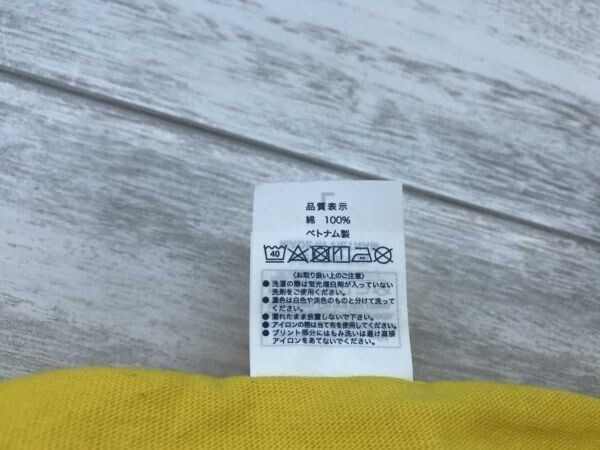 品質表示
綿 100%
ベトナム製
40
〈お取り扱い上のご注意〉
●洗濯の際は蛍光増白剤が入っていない
洗剤をご使用ください。
●濃色は白色や淡色のものと分けて洗って
ください。
●濡れたまま放置しないで下さい。
●アイロンの際は当て布を使用してください。
●プリント部分にはもみ洗いは避け直接
アイロンをあてないでください。